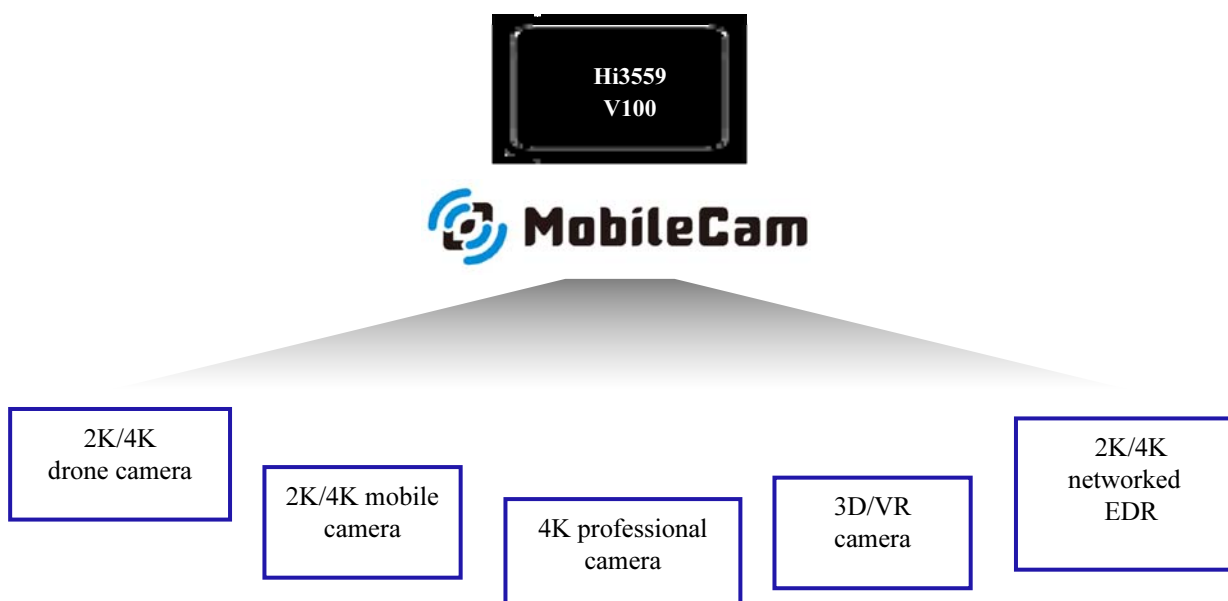 Hi3559
V100
MobileCam
2K/4K
drone camera
2K/4K mobile
camera
4K professional
camera
3D/VR
camera
2K/4K
networked
EDR